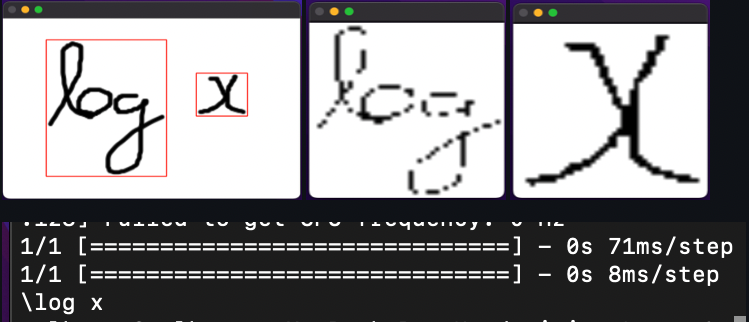 log x
log
x
.128] Failed to get CPU frequency: 0 Hz
1/1 [==============================] - 0s 71ms/step
1/1 [==============================] - 0s 8ms/step
\log x